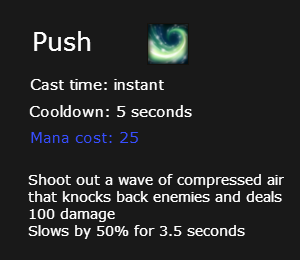 Push
Cast time: instant
Cooldown: 5 seconds
Mana cost: 25
Shoot out a wave of compressed air
that knocks back enemies and deals
100 damage
Slows by 50% for 3.5 seconds